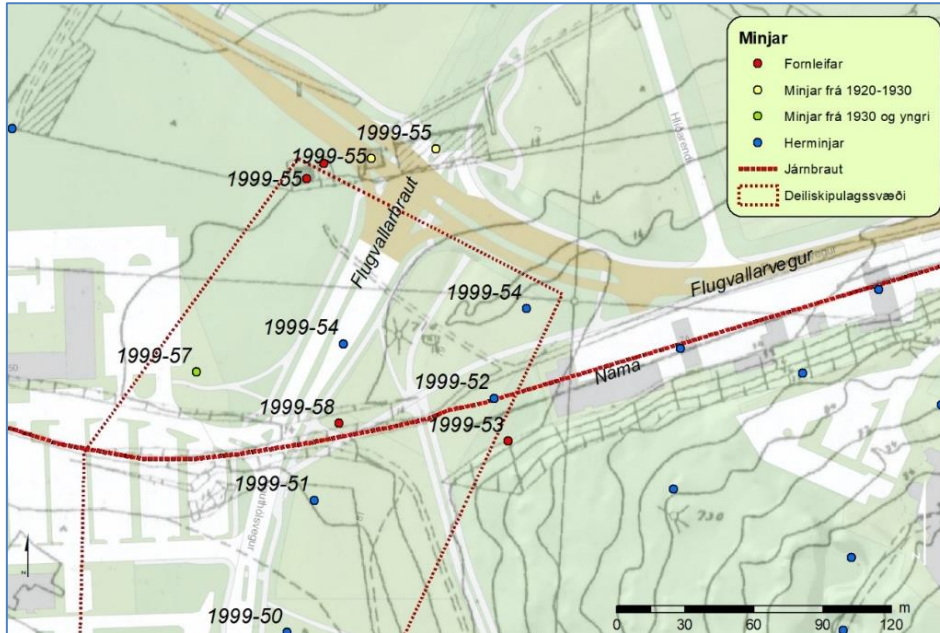 Minjar
Fornleifar
Minjar frá 1920-1930
Minjar frá 1930 og yngri
Herminjar
Járnbraut
Deiliskipulagssvæði
1999-55
1999-55
1999-55
Hlíðarendi
Flugvallarbraut
Flugvallarvegur
1999-54
1999-54
1999-57
1999-52
Náma
1999-58
1999-53
1999-51
730
1999-50
m
0 30 60 90 120